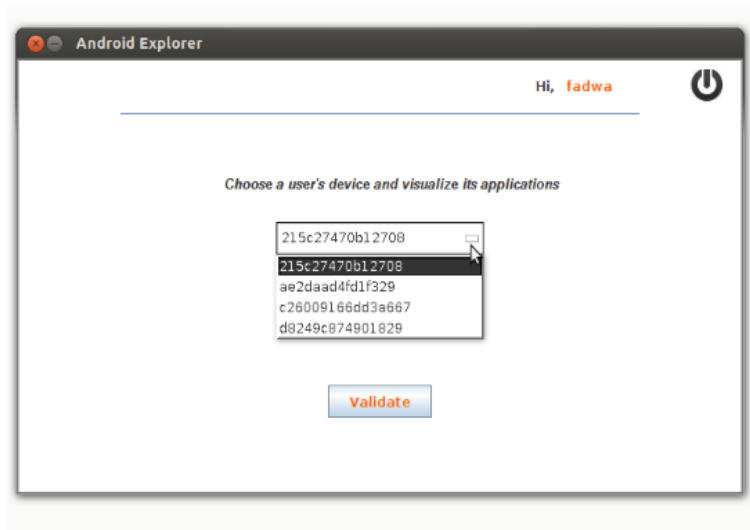 Android Explorer
Hi, fadwa
Choose a user's device and visualize its applications
215c27470b12708
215c27470b12708
ae2daad4fd1f329
c26009166dd3a667
d8249c874901829
Validate